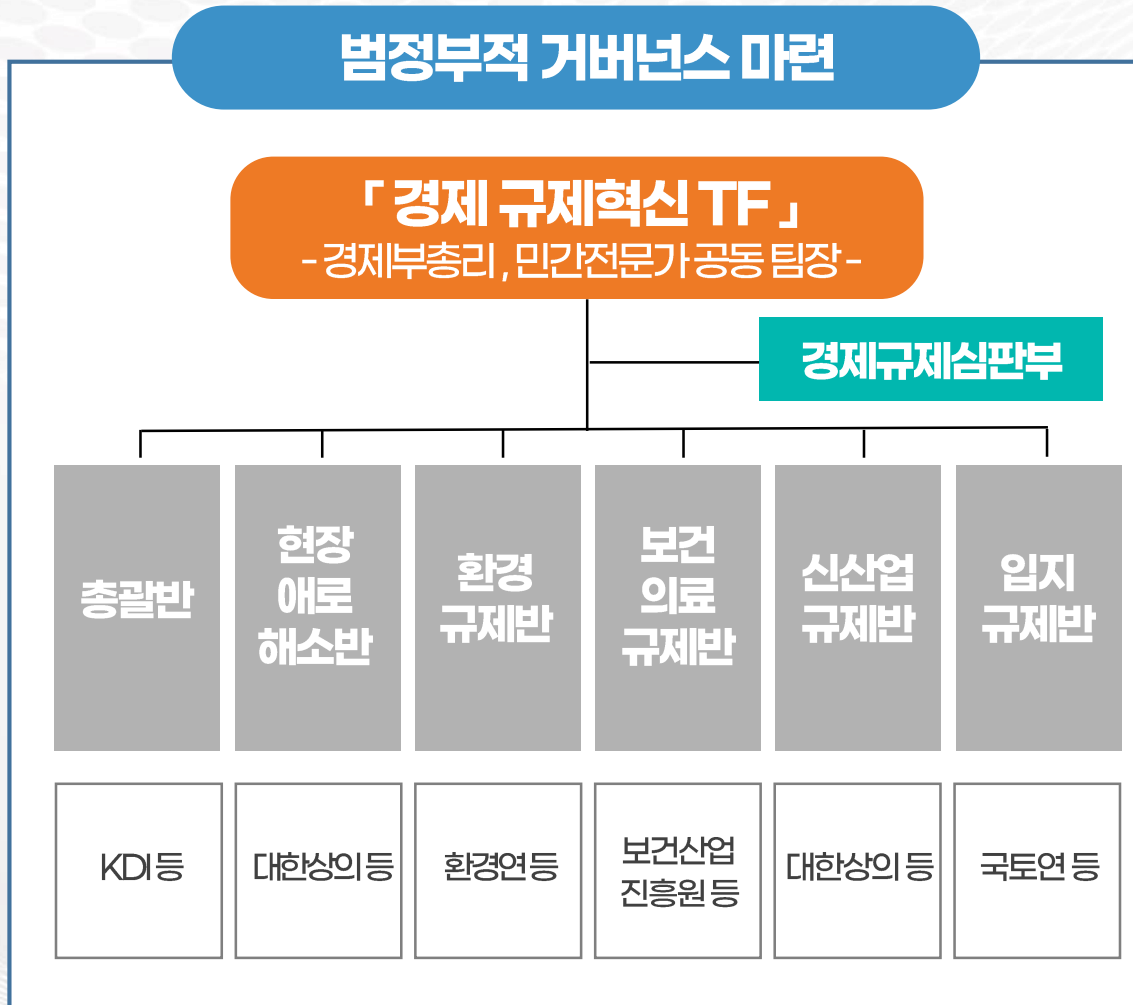 범정부적 거버넌스 마련
「경제 규제혁신 TF」
- 경제부총리, 민간전문가 공동 팀장 -
경제규제심판부
총괄반
현장
애로
해소반
환경
규제반
보건
의료
규제반
신산업
규제반
입지
규제반
KDI 등
대한상의 등
환경연 등
보건산업
진흥원 등
대한상의 등
국토연 등